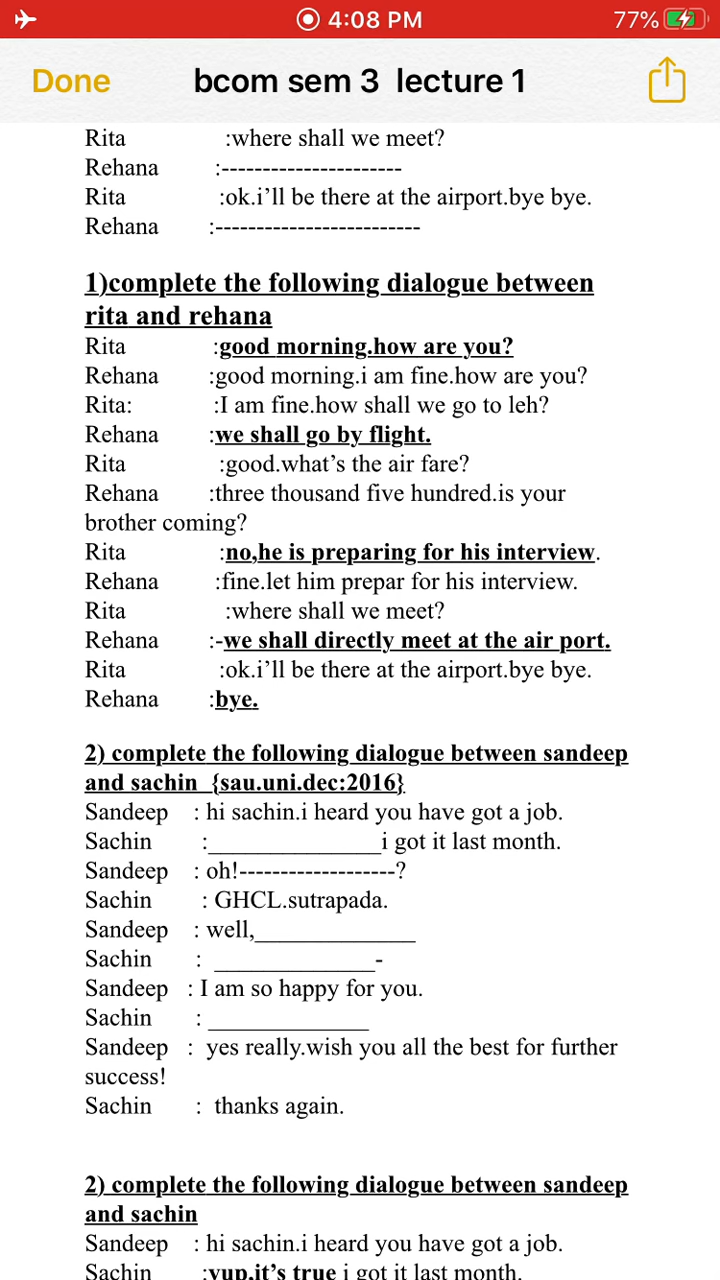 4:08 PM
77%
Done
bcom sem 3 lecture 1
Rita :where shall we meet?
Rehana :----------------------
Rita :ok.i’ll be there at the airport.bye bye.
Rehana :-------------------------
1)complete the following dialogue between
rita and rehana
Rita :good morning.how are you?
Rehana :good morning.i am fine.how are you?
Rita: :I am fine.how shall we go to leh?
Rehana :we shall go by flight.
Rita :good.what’s the air fare?
Rehana :three thousand five hundred.is your
brother coming?
Rita :no,he is preparing for his interview.
Rehana :fine.let him prepar for his interview.
Rita :where shall we meet?
Rehana :-we shall directly meet at the air port.
Rita :ok.i’ll be there at the airport.bye bye.
Rehana :bye.
2) complete the following dialogue between sandeep
and sachin {sau.uni.dec:2016}
Sandeep : hi sachin.i heard you have got a job.
Sachin :______________i got it last month.
Sandeep : oh!-------------------?
Sachin : GHCL.sutrapada.
Sandeep : well,_____________
Sachin : _____________-
Sandeep : I am so happy for you.
Sachin : _____________
Sandeep : yes really.wish you all the best for further
success!
Sachin : thanks again.
2) complete the following dialogue between sandeep
and sachin
Sandeep : hi sachin.i heard you have got a job.
Sachin :yup,it’s true i got it last month.